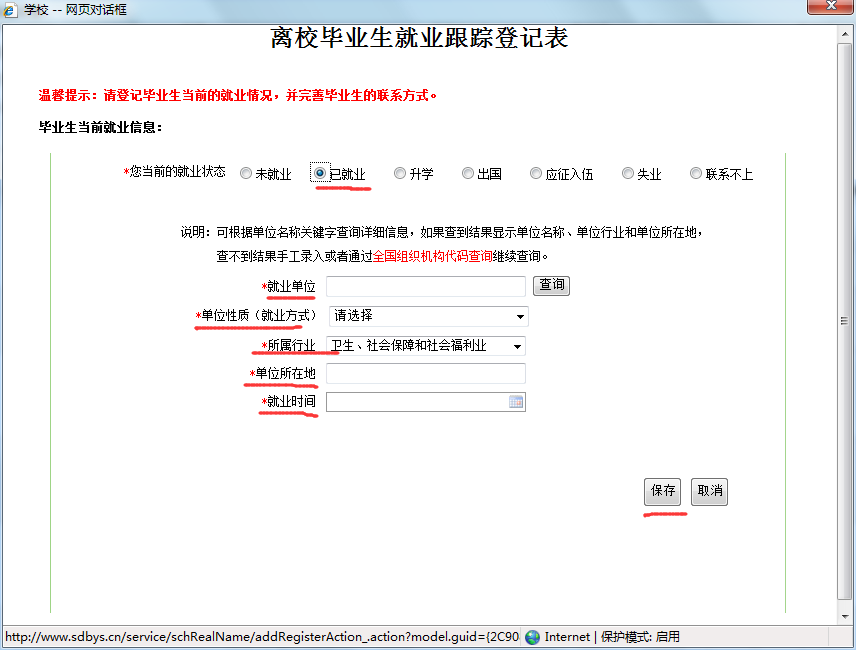 学校 -- 网页对话框
离校毕业生就业跟踪登记表
温馨提示：请登记毕业生当前的就业情况，并完善毕业生的联系方式。
毕业生当前就业信息：
*您当前的就业状态 未就业 已就业 升学 出国 应征入伍 失业 联系不上
说明：可根据单位名称关键字查询详细信息，如果查到结果显示单位名称、单位行业和单位所在地，
查不到结果手工录入或者通过全国组织机构代码查询继续查询。
*就业单位 查询
*单位性质（就业方式） 请选择
*所属行业 卫生、社会保障和社会福利业
*单位所在地
*就业时间
保存 取消
http://www.sdbys.cn/service/schRealName/addRegisterAction_.action?model.guid={2C90 Internet | 保护模式: 启用